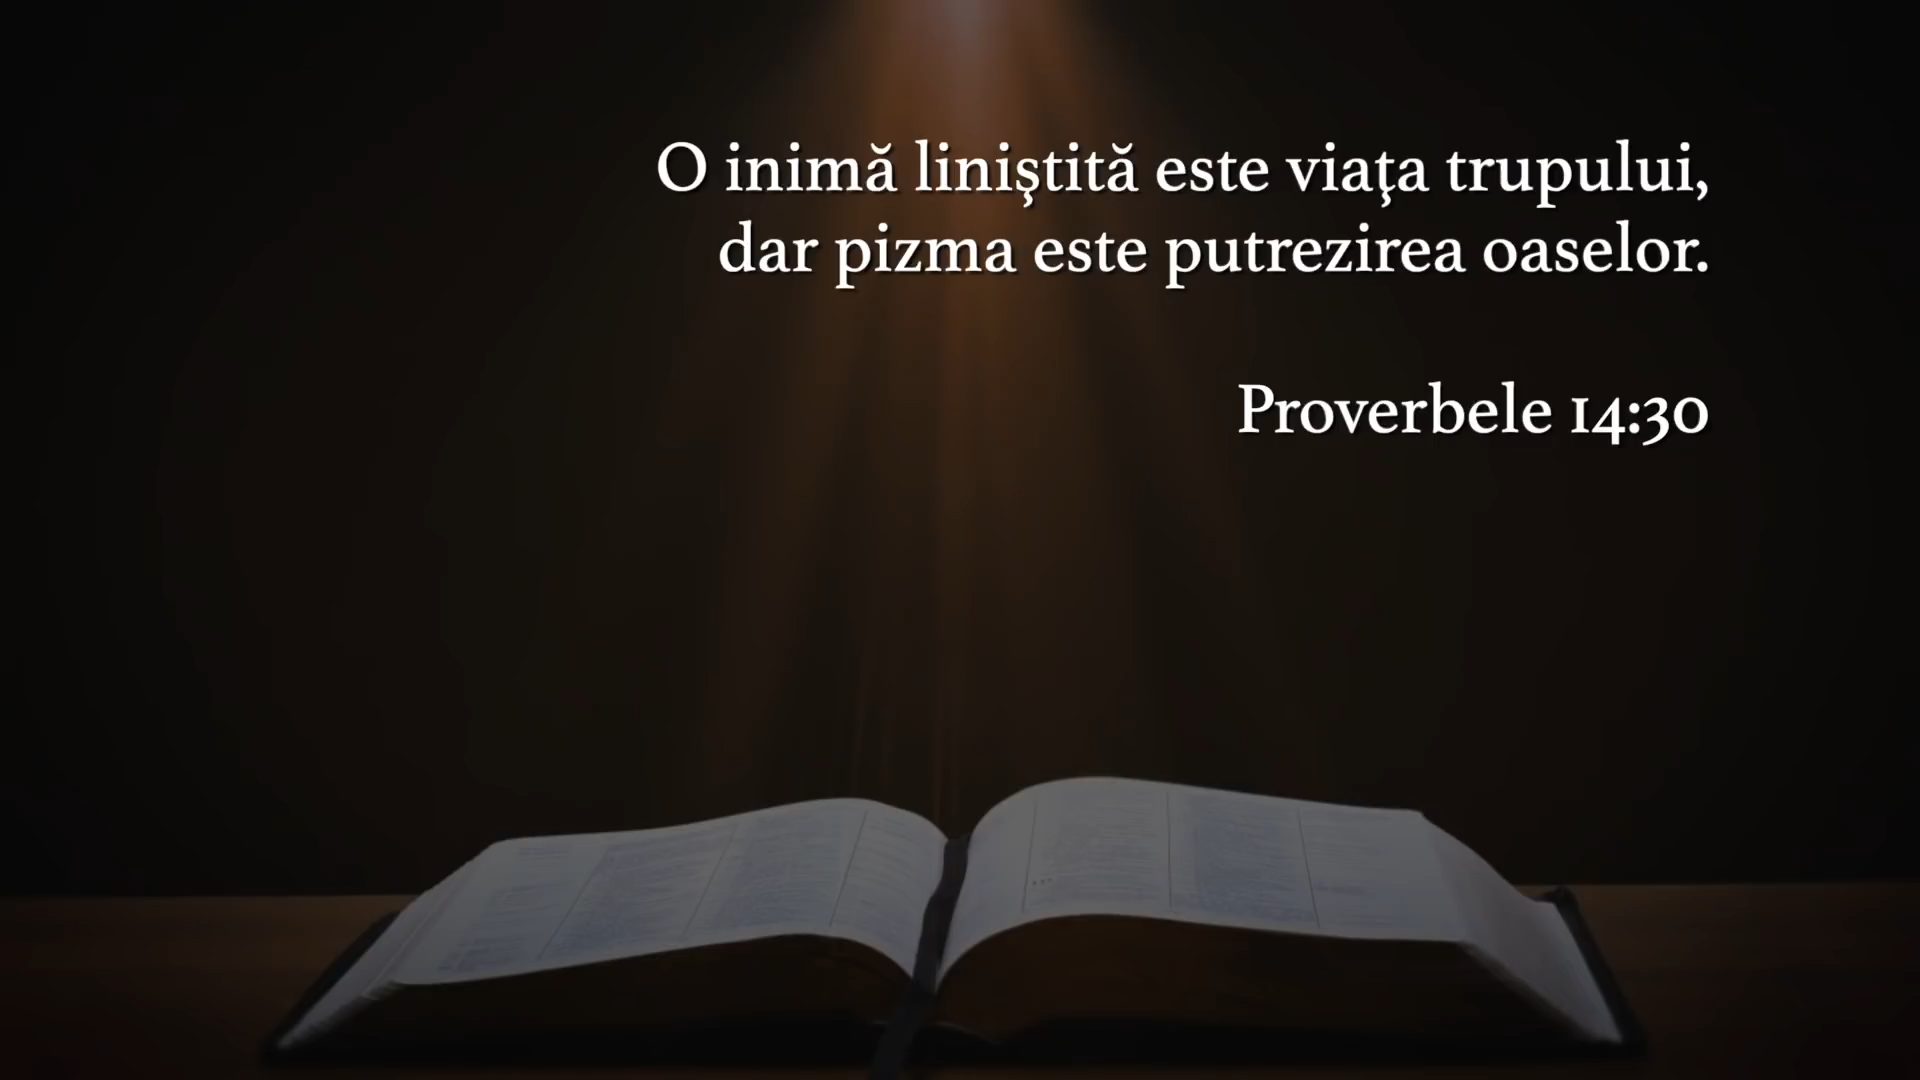 O inimă liniştită este viaţa trupului,
dar pizma este putrezirea oaselor.
Proverbele 14:30